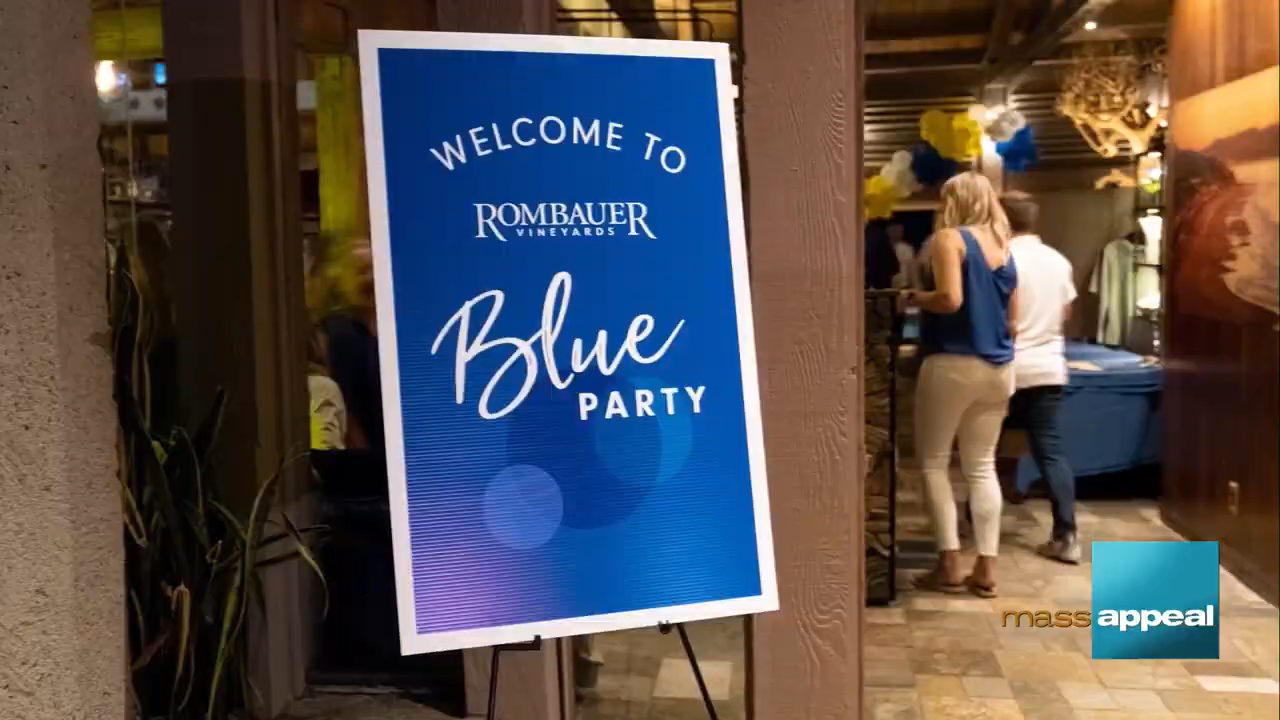 WELCOME TO
ROMBAUER
VINEYARDS
Blue
PARTY
mass appeal